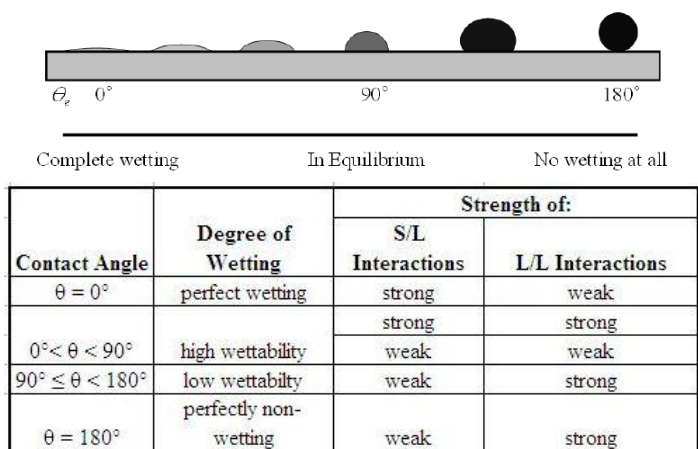 θe 0° 90° 180°
Complete wetting In Equilibrium No wetting at all
Strength of:
Contact Angle Degree of Wetting S/L Interactions L/L Interactions
θ = 0° perfect wetting strong weak
strong strong
0°< θ < 90° high wettability weak weak
90° ≤ θ < 180° low wettabilty weak strong
perfectly non-
θ = 180° wetting weak strong